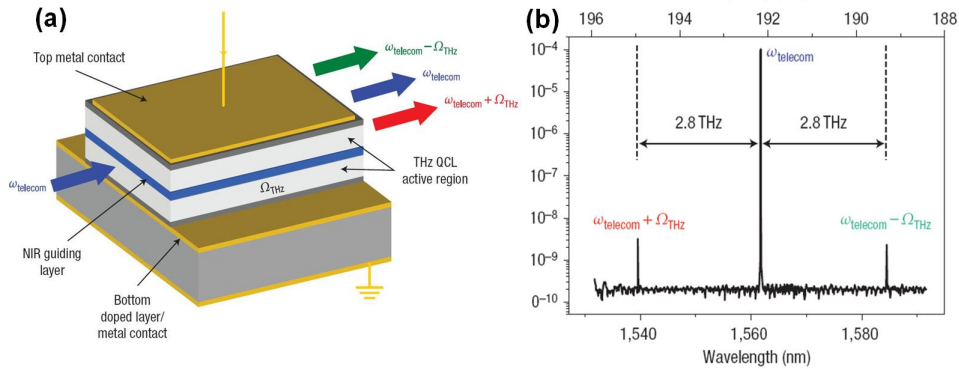 (a)
Top metal contact
ω_telecom − Ω_THz
ω_telecom
ω_telecom + Ω_THz
THz QCL
active region
Ω_THz
ω_telecom
NIR guiding
layer
Bottom
doped layer/
metal contact
(b)
196 194 192 190 188
10⁻⁴
10⁻⁵
10⁻⁶
10⁻⁷
10⁻⁸
10⁻⁹
10⁻¹⁰
ω_telecom
2.8 THz 2.8 THz
ω_telecom + Ω_THz
ω_telecom − Ω_THz
1,540 1,560 1,580
Wavelength (nm)